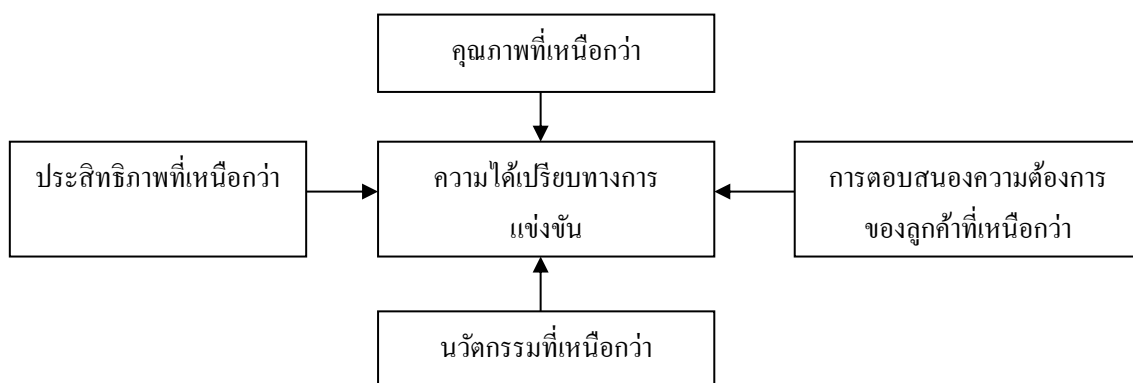 คุณภาพที่เหนือกว่า
ประสิทธิภาพที่เหนือกว่า
ความได้เปรียบทางการ
แข่งขัน
การตอบสนองความต้องการ
ของลูกค้าที่เหนือกว่า
นวัตกรรมที่เหนือกว่า